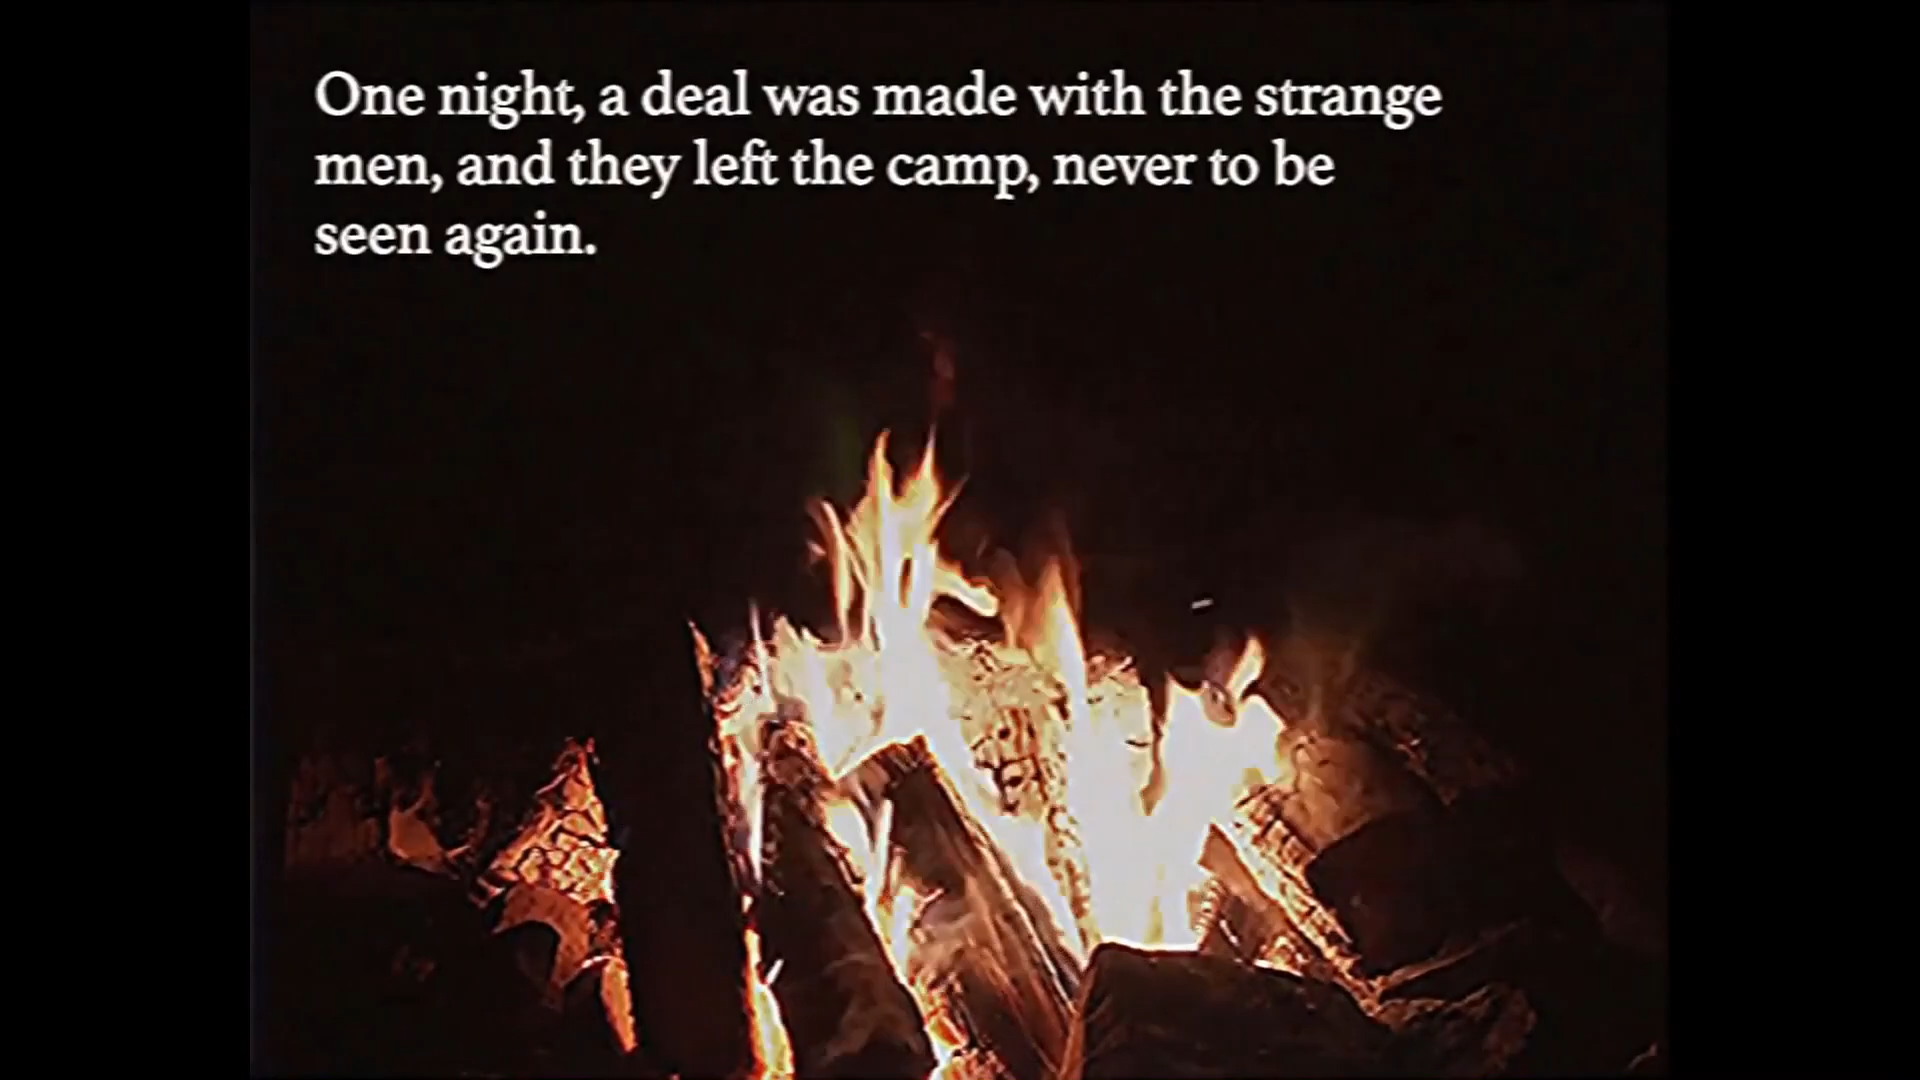 One night, a deal was made with the strange
men, and they left the camp, never to be
seen again.